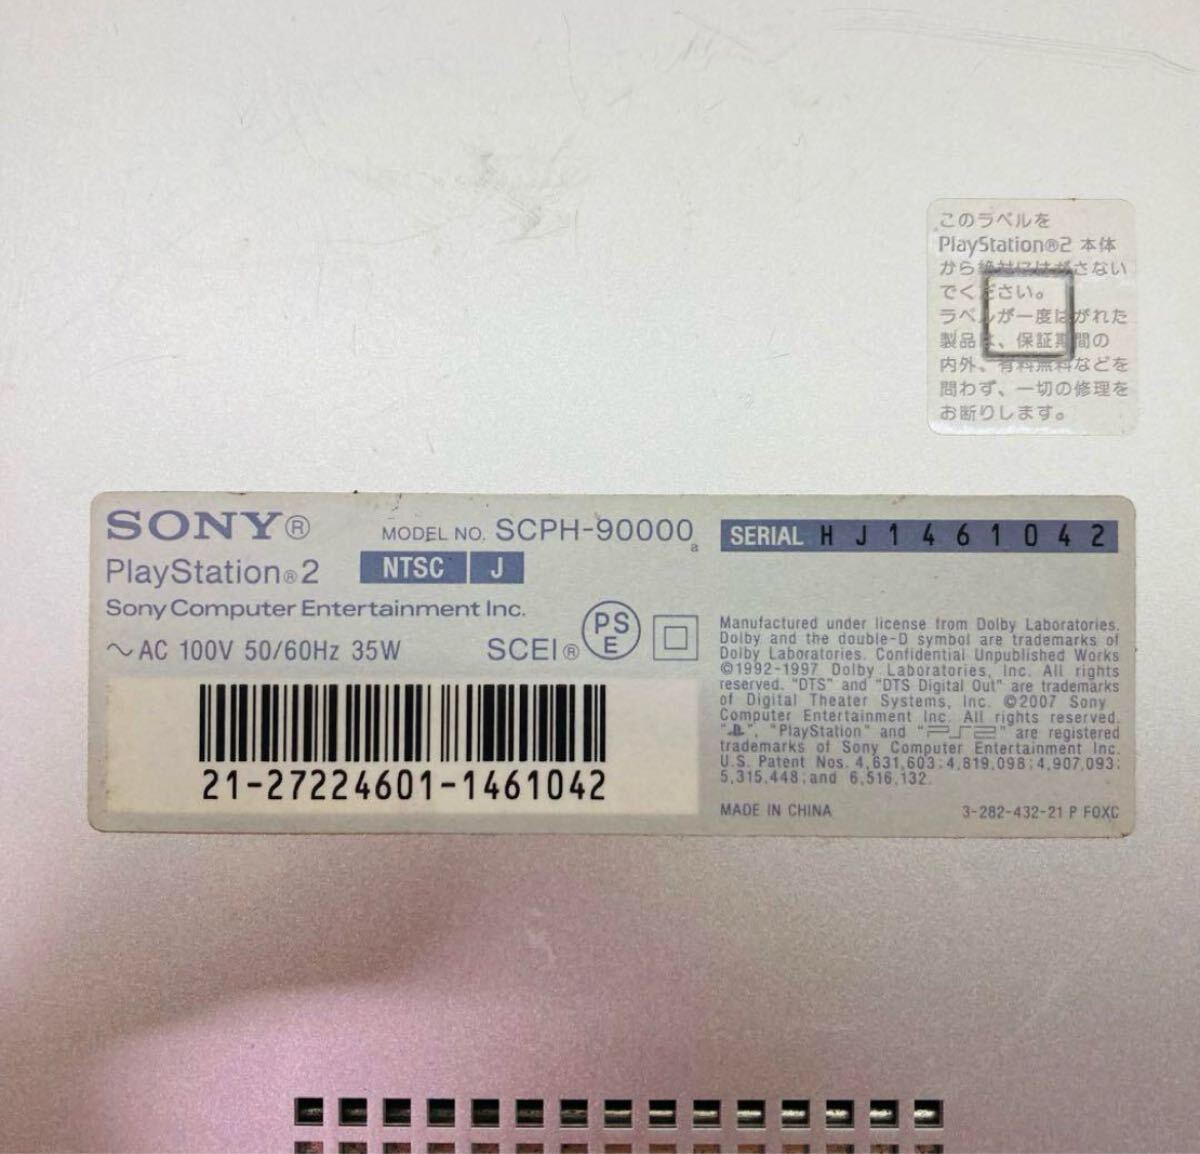 このラベルを
PlayStation®2 本体
から絶対にはがさない
でください。
ラベルが一度はがれた
製品は、保証期間の
内外、有料無料などを
問わず、一切の修理を
お断りします。
SONY®
MODEL NO. SCPH-90000 a
SERIAL HJ1461042
PlayStation®2
NTSC J
Sony Computer Entertainment Inc.
~ AC 100V 50/60Hz 35W
SCEI®
PS
E
21-27224601-1461042
Manufactured under license from Dolby Laboratories.
Dolby and the double-D symbol are trademarks of
Dolby Laboratories. Confidential Unpublished Works
©1992-1997 Dolby Laboratories, Inc. All rights
reserved. "DTS" and "DTS Digital Out" are trademarks
of Digital Theater Systems, Inc. ©2007 Sony
Computer Entertainment Inc. All rights reserved.
" ", "PlayStation" and "PS2" are registered
trademarks of Sony Computer Entertainment Inc.
U.S. Patent Nos. 4,631,603;4,819,098;4,907,093;
5,315,448;and 6,516,132.
MADE IN CHINA
3-282-432-21 P FOXC